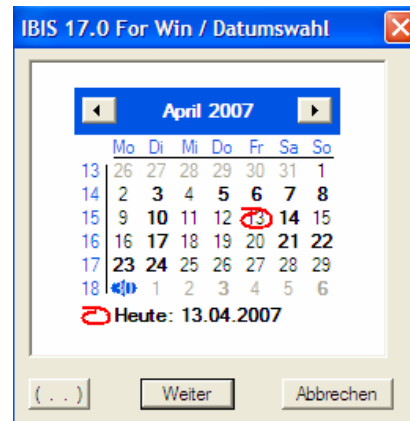 IBIS 17.0 For Win / Datumswahl
April 2007
Mo Di Mi Do Fr Sa So
13 26 27 28 29 30 31 1
14 2 3 4 5 6 7 8
15 9 10 11 12 13 14 15
16 16 17 18 19 20 21 22
17 23 24 25 26 27 28 29
18 1 2 3 4 5 6
Heute: 13.04.2007
( . . ) Weiter Abbrechen